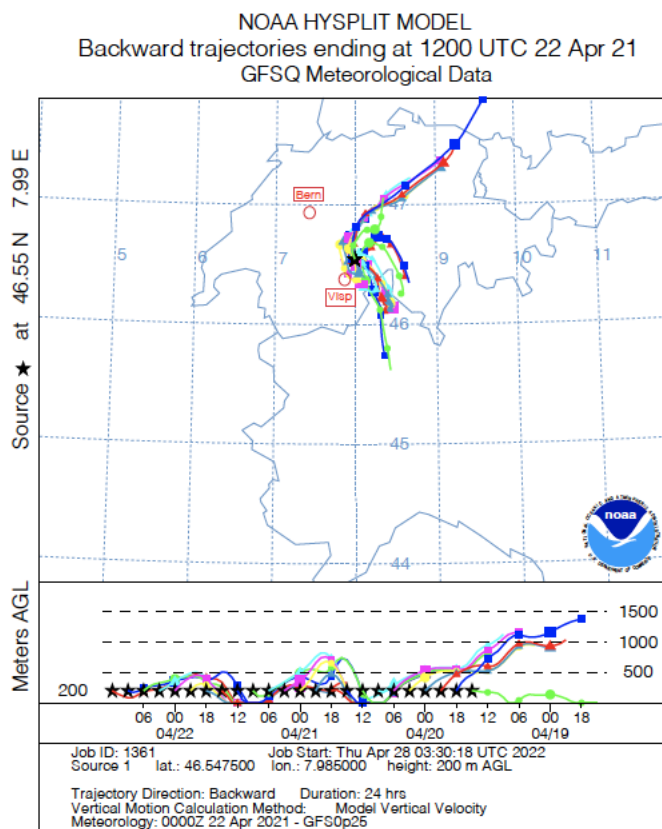 NOAA HYSPLIT MODEL
Backward trajectories ending at 1200 UTC 22 Apr 21
GFSQ Meteorological Data
Source ★ at 46.55 N 7.99 E
Bern
47
5 6 7 8 9 10 11
Visp
46
45
44
noaa
Meters AGL
1500
1000
500
200
06 00 18 12 06 00 18 12 06 00 18 12 06 00 18
04/22 04/21 04/20 04/19
Job ID: 1361 Job Start: Thu Apr 28 03:30:18 UTC 2022
Source 1 lat.: 46.547500 lon.: 7.985000 height: 200 m AGL
Trajectory Direction: Backward Duration: 24 hrs
Vertical Motion Calculation Method: Model Vertical Velocity
Meteorology: 0000Z 22 Apr 2021 - GFS0p25